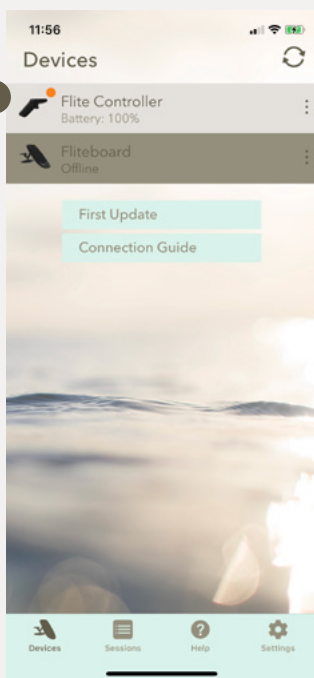 11:56
Devices
Flite Controller
Battery: 100%
Fliteboard
Offline
First Update
Connection Guide
Devices Sessions Help Settings